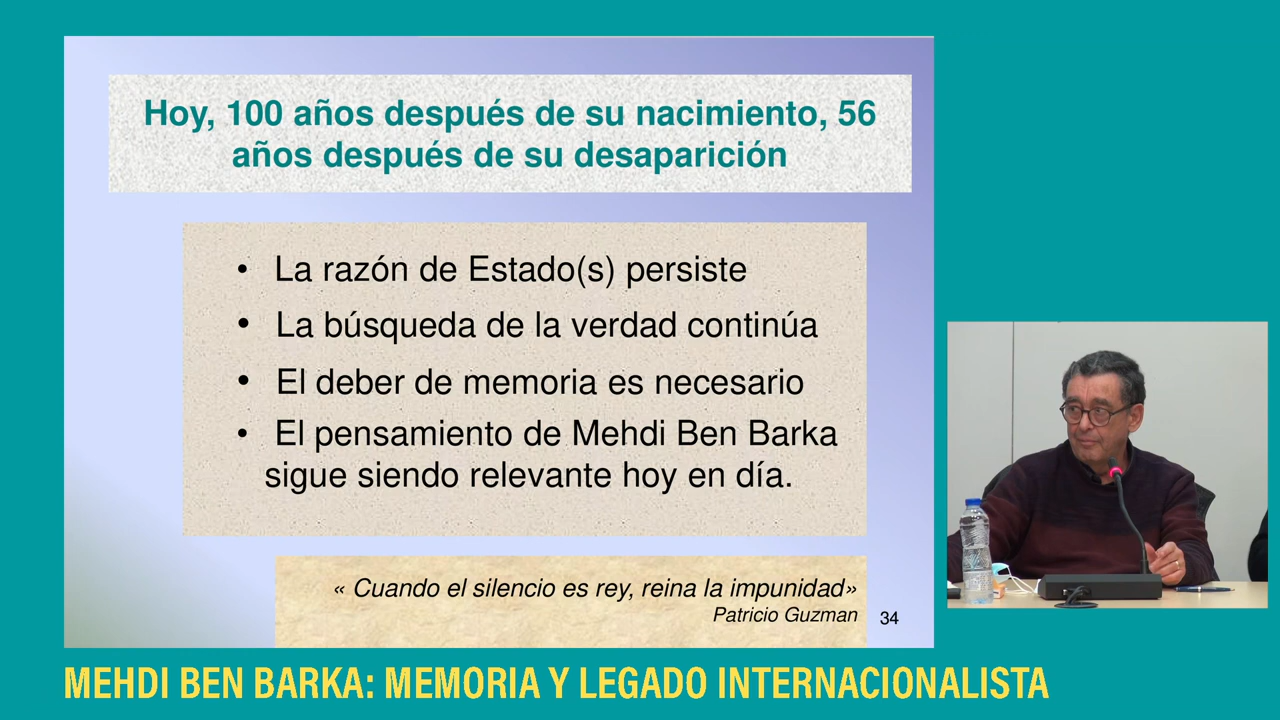 Hoy, 100 años después de su nacimiento, 56
años después de su desaparición
• La razón de Estado(s) persiste
• La búsqueda de la verdad continúa
• El deber de memoria es necesario
• El pensamiento de Mehdi Ben Barka
sigue siendo relevante hoy en día.
« Cuando el silencio es rey, reina la impunidad»
Patricio Guzman
34
MEHDI BEN BARKA: MEMORIA Y LEGADO INTERNACIONALISTA